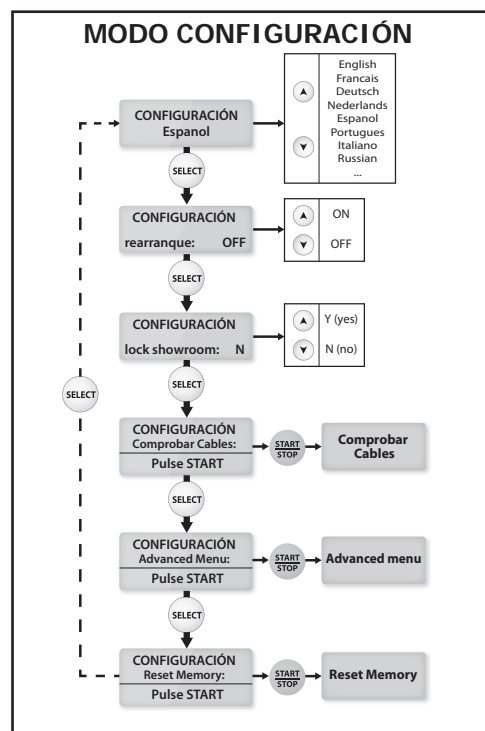 MODO CONFIGURACIÓN
English
Francais
Deutsch
Nederlands
Espanol
Portugues
Italiano
Russian
...
CONFIGURACIÓN
Espanol
SELECT
CONFIGURACIÓN
rearranque: OFF
ON
OFF
SELECT
CONFIGURACIÓN
lock showroom: N
Y (yes)
N (no)
SELECT
SELECT
CONFIGURACIÓN
Comprobar Cables:
Pulse START
START
STOP
Comprobar
Cables
SELECT
CONFIGURACIÓN
Advanced Menu:
Pulse START
START
STOP
Advanced menu
SELECT
CONFIGURACIÓN
Reset Memory:
Pulse START
START
STOP
Reset Memory